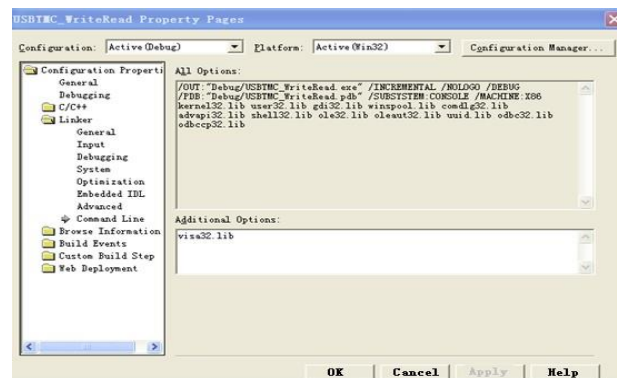 USBTMC_WriteRead Property Pages
Configuration: Active(Debug) Platform: Active(Win32) Configuration Manager...
Configuration Properti
General
Debugging
C/C++
Linker
General
Input
Debugging
System
Optimization
Embedded IDL
Advanced
Command Line
Browse Information
Build Events
Custom Build Step
Web Deployment
All Options:
/OUT:"Debug/USBTMC_WriteRead.exe" /INCREMENTAL /NOLOGO /DEBUG
/PDB:"Debug/USBTMC_WriteRead.pdb" /SUBSYSTEM:CONSOLE /MACHINE:X86
kernel32.lib user32.lib gdi32.lib winspool.lib comdlg32.lib
advapi32.lib shell32.lib ole32.lib oleaut32.lib uuid.lib odbc32.lib
odbccp32.lib
Additional Options:
visa32.lib
OK Cancel Apply Help